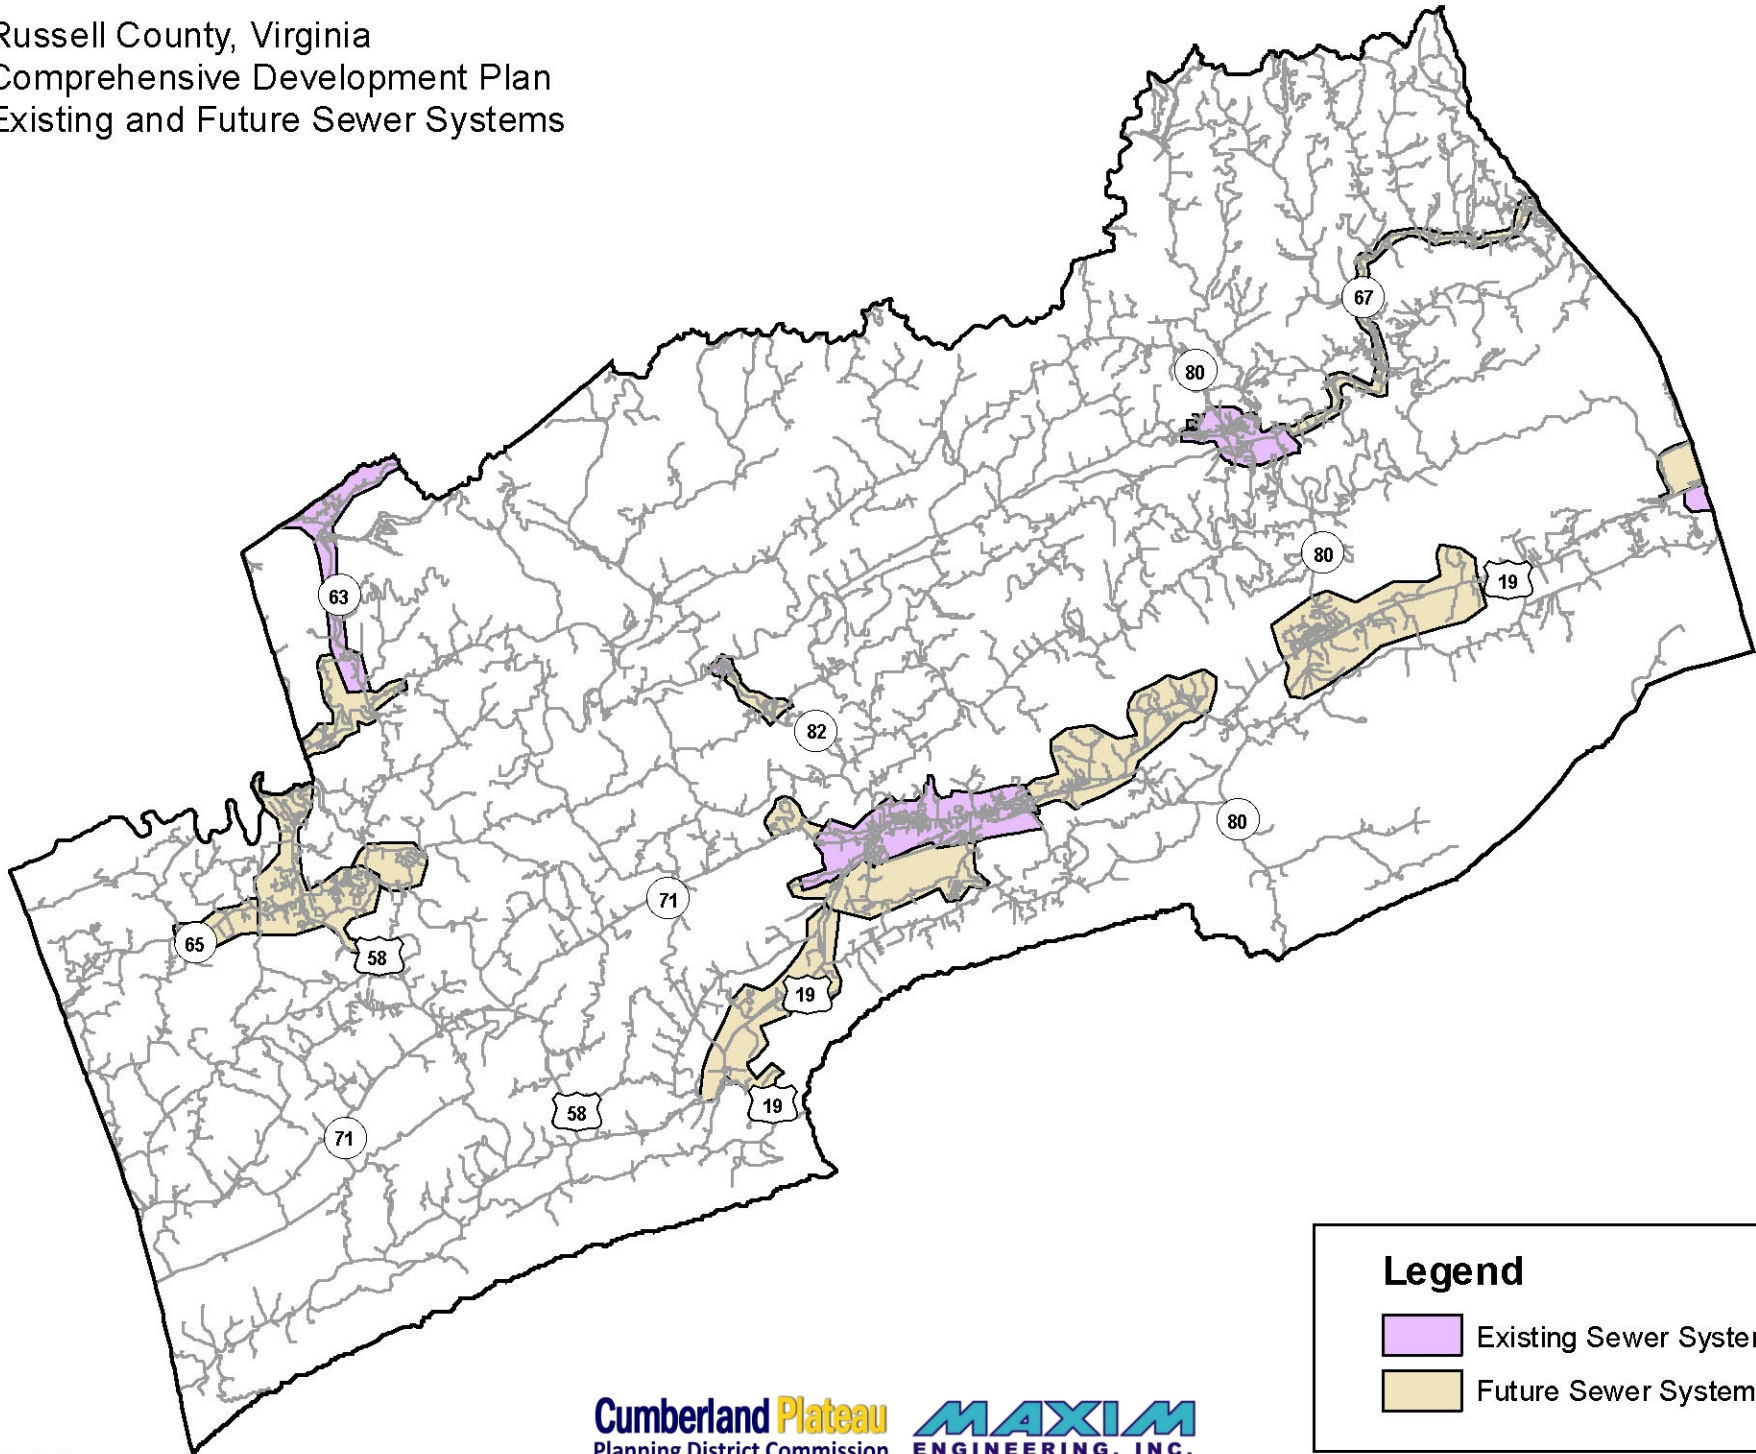 Russell County, Virginia
Comprehensive Development Plan
Existing and Future Sewer Systems
67
80
63
80
19
82
80
71
65
58
19
58
19
71
Legend
Existing Sewer System
Future Sewer System
Cumberland Plateau
Planning District Commission
MAXIM
ENGINEERING, INC.